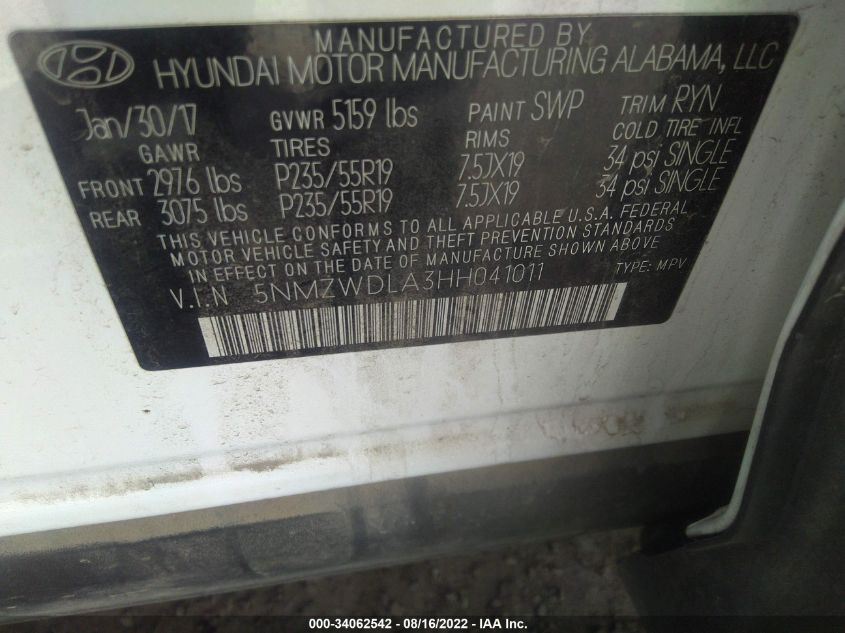 MANUFACTURED BY
HYUNDAI MOTOR MANUFACTURING ALABAMA, LLC
Jan/30/17 GVWR 5159 lbs PAINT SWP TRIM RYN
GAWR TIRES RIMS COLD TIRE INFL
FRONT 2976 lbs P235/55R19 7.5JX19 34 psi SINGLE
REAR 3075 lbs P235/55R19 7.5JX19 34 psi SINGLE
THIS VEHICLE CONFORMS TO ALL APPLICABLE U.S.A. FEDERAL
MOTOR VEHICLE SAFETY AND THEFT PREVENTION STANDARDS
IN EFFECT ON THE DATE OF MANUFACTURE SHOWN ABOVE
V.I.N 5NMZWDLA3HH041011 TYPE: MPV
000-34062542 - 08/16/2022 - IAA Inc.